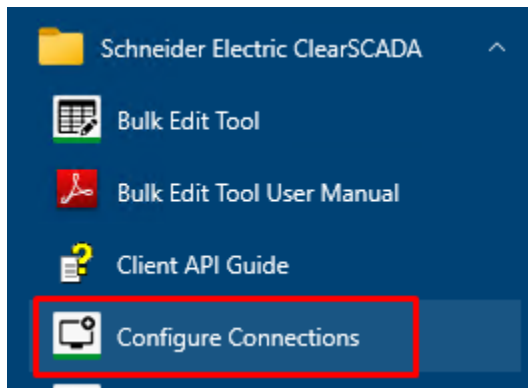 Schneider Electric ClearSCADA
Bulk Edit Tool
Bulk Edit Tool User Manual
Client API Guide
Configure Connections